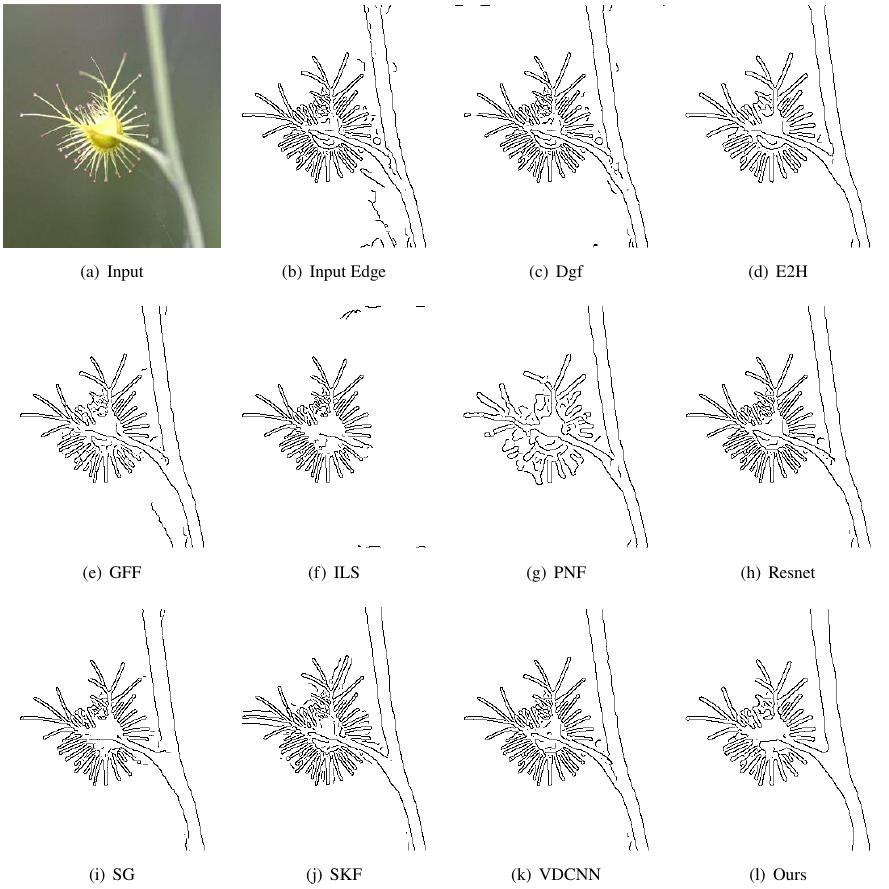 (a) Input
(b) Input Edge
(c) Dgf
(d) E2H
(e) GFF
(f) ILS
(g) PNF
(h) Resnet
(i) SG
(j) SKF
(k) VDCNN
(l) Ours